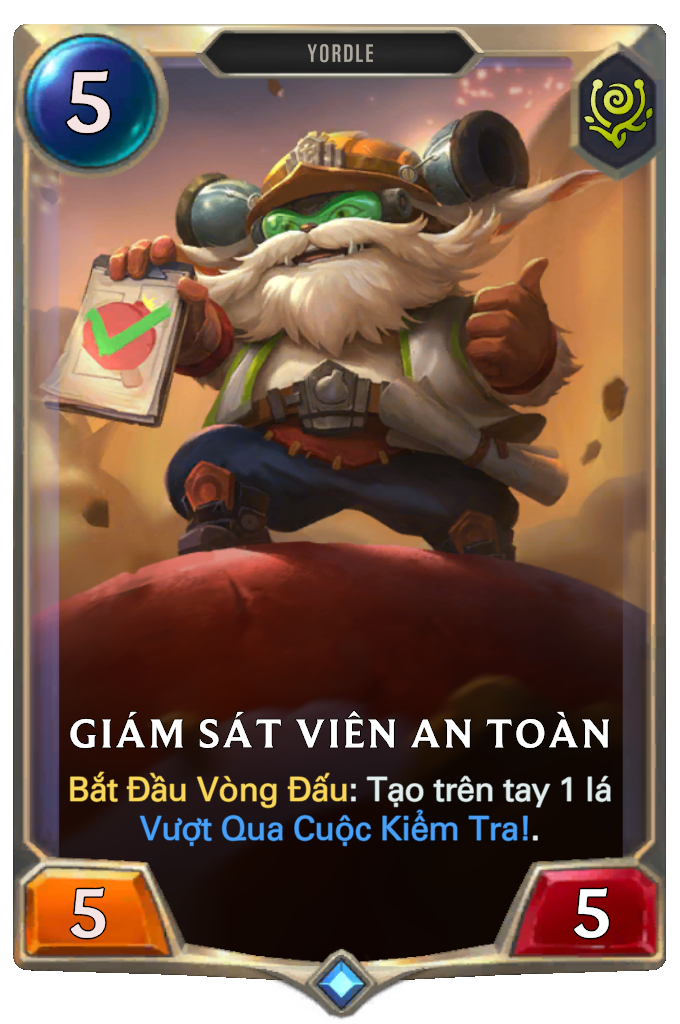 YORDLE
5
GIÁM SÁT VIÊN AN TOÀN
Bắt Đầu Vòng Đấu: Tạo trên tay 1 lá
Vượt Qua Cuộc Kiểm Tra!.
5
5